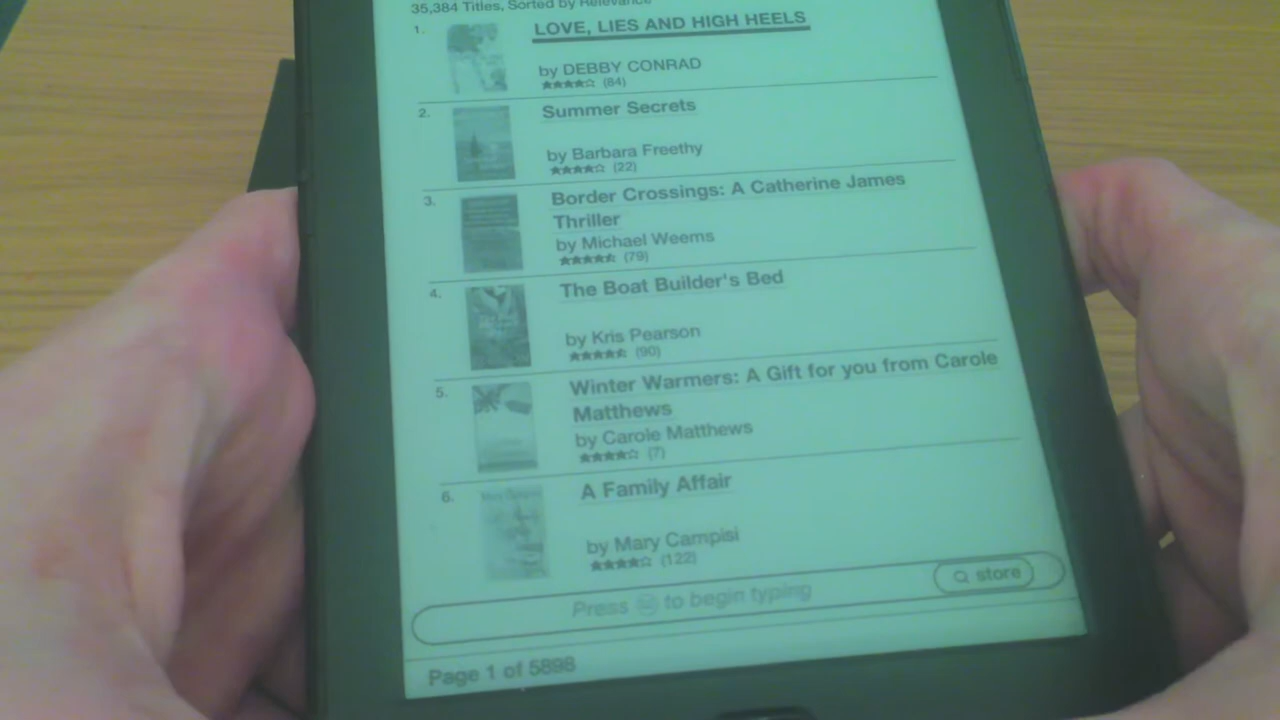 35,384 Titles, Sorted by Relevance
1.
LOVE, LIES AND HIGH HEELS
by DEBBY CONRAD
(84)
2.
Summer Secrets
by Barbara Freethy
(22)
3.
Border Crossings: A Catherine James
Thriller
by Michael Weems
(79)
4.
The Boat Builder's Bed
by Kris Pearson
(90)
5.
Winter Warmers: A Gift for you from Carole
Matthews
by Carole Matthews
(7)
6.
A Family Affair
by Mary Campisi
(122)
Press to begin typing
store
Page 1 of 5898